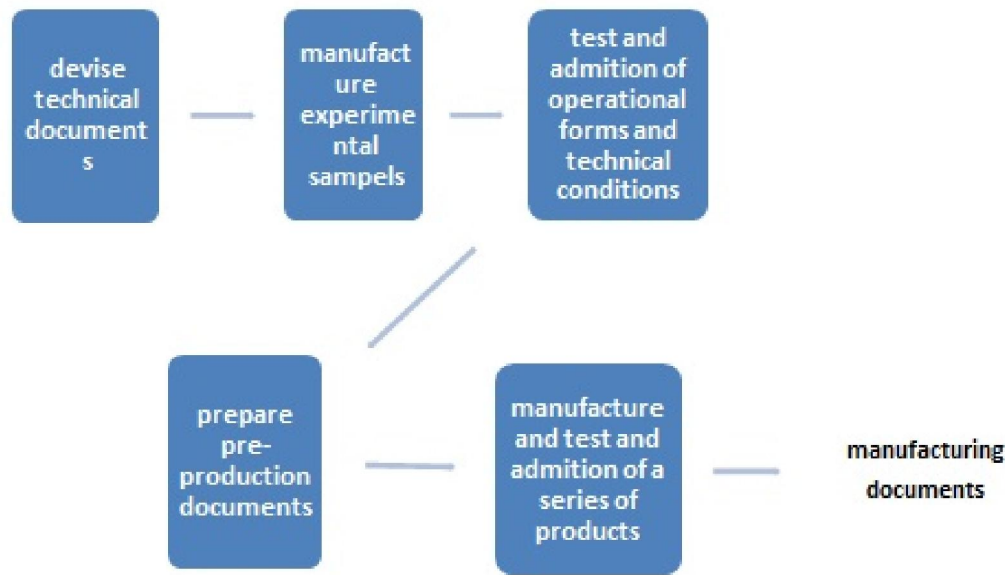 devise
technical
document
s
manufact
ure
experime
ntal
sampels
test and
admition of
operational
forms and
technical
conditions
prepare
pre-
production
documents
manufacture
and test and
admition of a
series of
products
manufacturing
documents